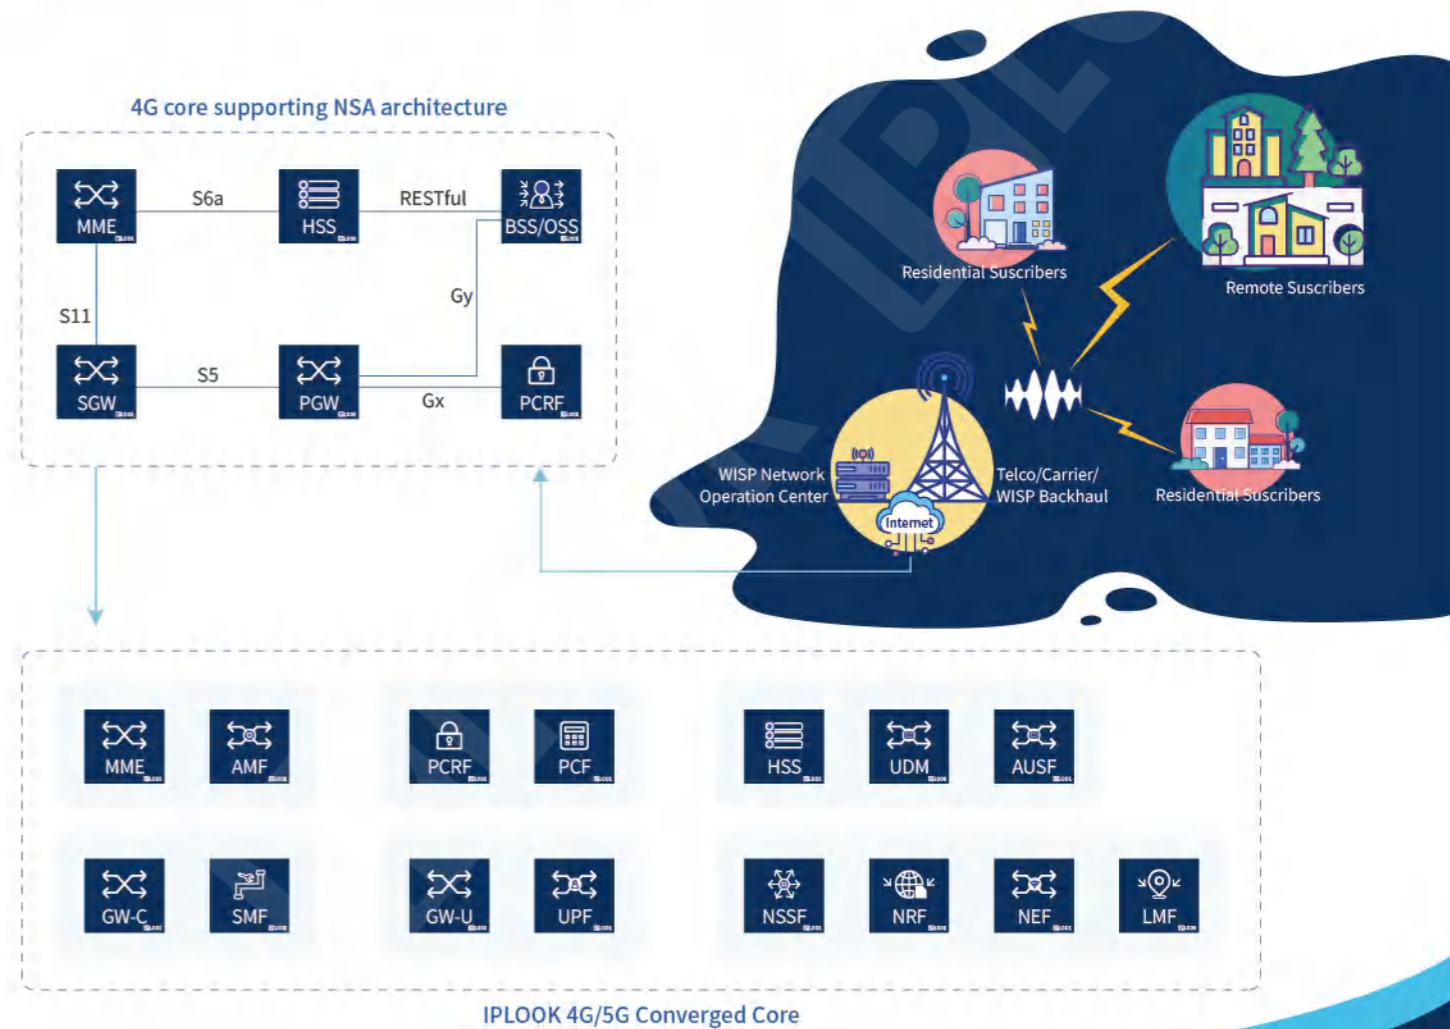 4G core supporting NSA architecture
MME
S6a
HSS
RESTful
BSS/OSS
S11
Gy
SGW
S5
PGW
Gx
PCRF
Residential Suscribers
Remote Suscribers
WISP Network
Operation Center
Telco/Carrier/
WISP Backhaul
Internet
Residential Suscribers
MME
AMF
PCRF
PCF
HSS
UDM
AUSF
GW-C
SMF
GW-U
UPF
NSSF
NRF
NEF
LMF
IPLOOK 4G/5G Converged Core